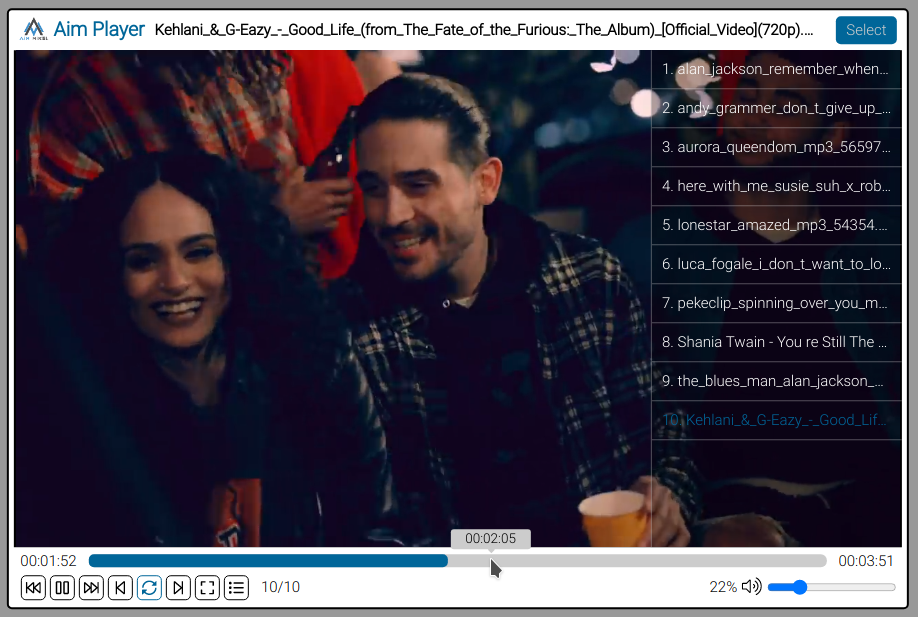 Aim Player
Kehlani_&_G-Eazy_-_Good_Life_(from_The_Fate_of_the_Furious:_The_Album)_[Official_Video](720p)....
Select
1. alan_jackson_remember_when...
2. andy_grammer_don_t_give_up_...
3. aurora_queendom_mp3_56597...
4. here_with_me_susie_suh_x_rob...
5. lonestar_amazed_mp3_54354....
6. luca_fogale_i_don_t_want_to_lo...
7. pekeclip_spinning_over_you_m...
8. Shania Twain - You re Still The ...
9. the_blues_man_alan_jackson_...
10. Kehlani_&_G-Eazy_-_Good_Lif...
00:02:05
00:01:52
00:03:51
10/10
22%